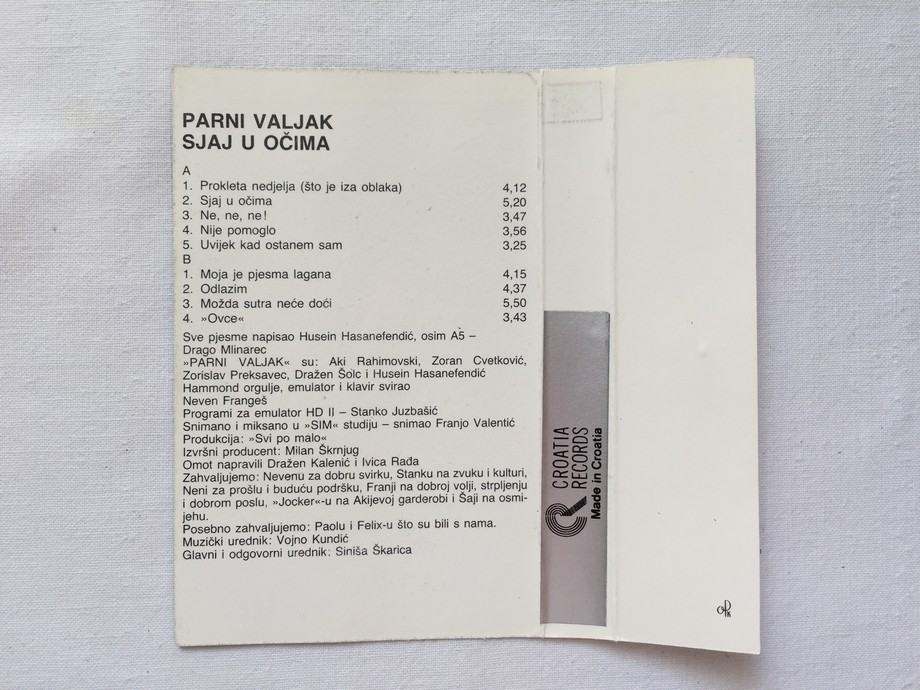 PARNI VALJAK
SJAJ U OČIMA
A
1. Prokleta nedjelja (što je iza oblaka) 4,12
2. Sjaj u očima 5,20
3. Ne, ne, ne! 3,47
4. Nije pomoglo 3,56
5. Uvijek kad ostanem sam 3,25
B
1. Moja je pjesma lagana 4,15
2. Odlazim 4,37
3. Možda sutra neće doći 5,50
4. »Ovce« 3,43
Sve pjesme napisao Husein Hasanefendić, osim A5 –
Drago Mlinarec
»PARNI VALJAK« su: Aki Rahimovski, Zoran Cvetković,
Zorislav Preksavec, Dražen Šolc i Husein Hasanefendić
Hammond orgulje, emulator i klavir svirao
Neven Frangeš
Programi za emulator HD II – Stanko Juzbašić
Snimano i miksano u »SIM« studiju – snimao Franjo Valentić
Produkcija: »Svi po malo«
Izvršni producent: Milan Škrnjug
Omot napravili Dražen Kalenić i Ivica Rađa
Zahvaljujemo: Nevenu za dobru svirku, Stanku na zvuku i kulturi,
Neni za prošlu i buduću podršku, Franji na dobroj volji, strpljenju
i dobrom poslu, »Jocker«-u na Akijevoj garderobi i Šaji na osmi-
jehu.
Posebno zahvaljujemo: Paolu i Felix-u što su bili s nama.
Muzički urednik: Vojno Kundić
Glavni i odgovorni urednik: Siniša Škarica
CROATIA
RECORDS
Made in Croatia